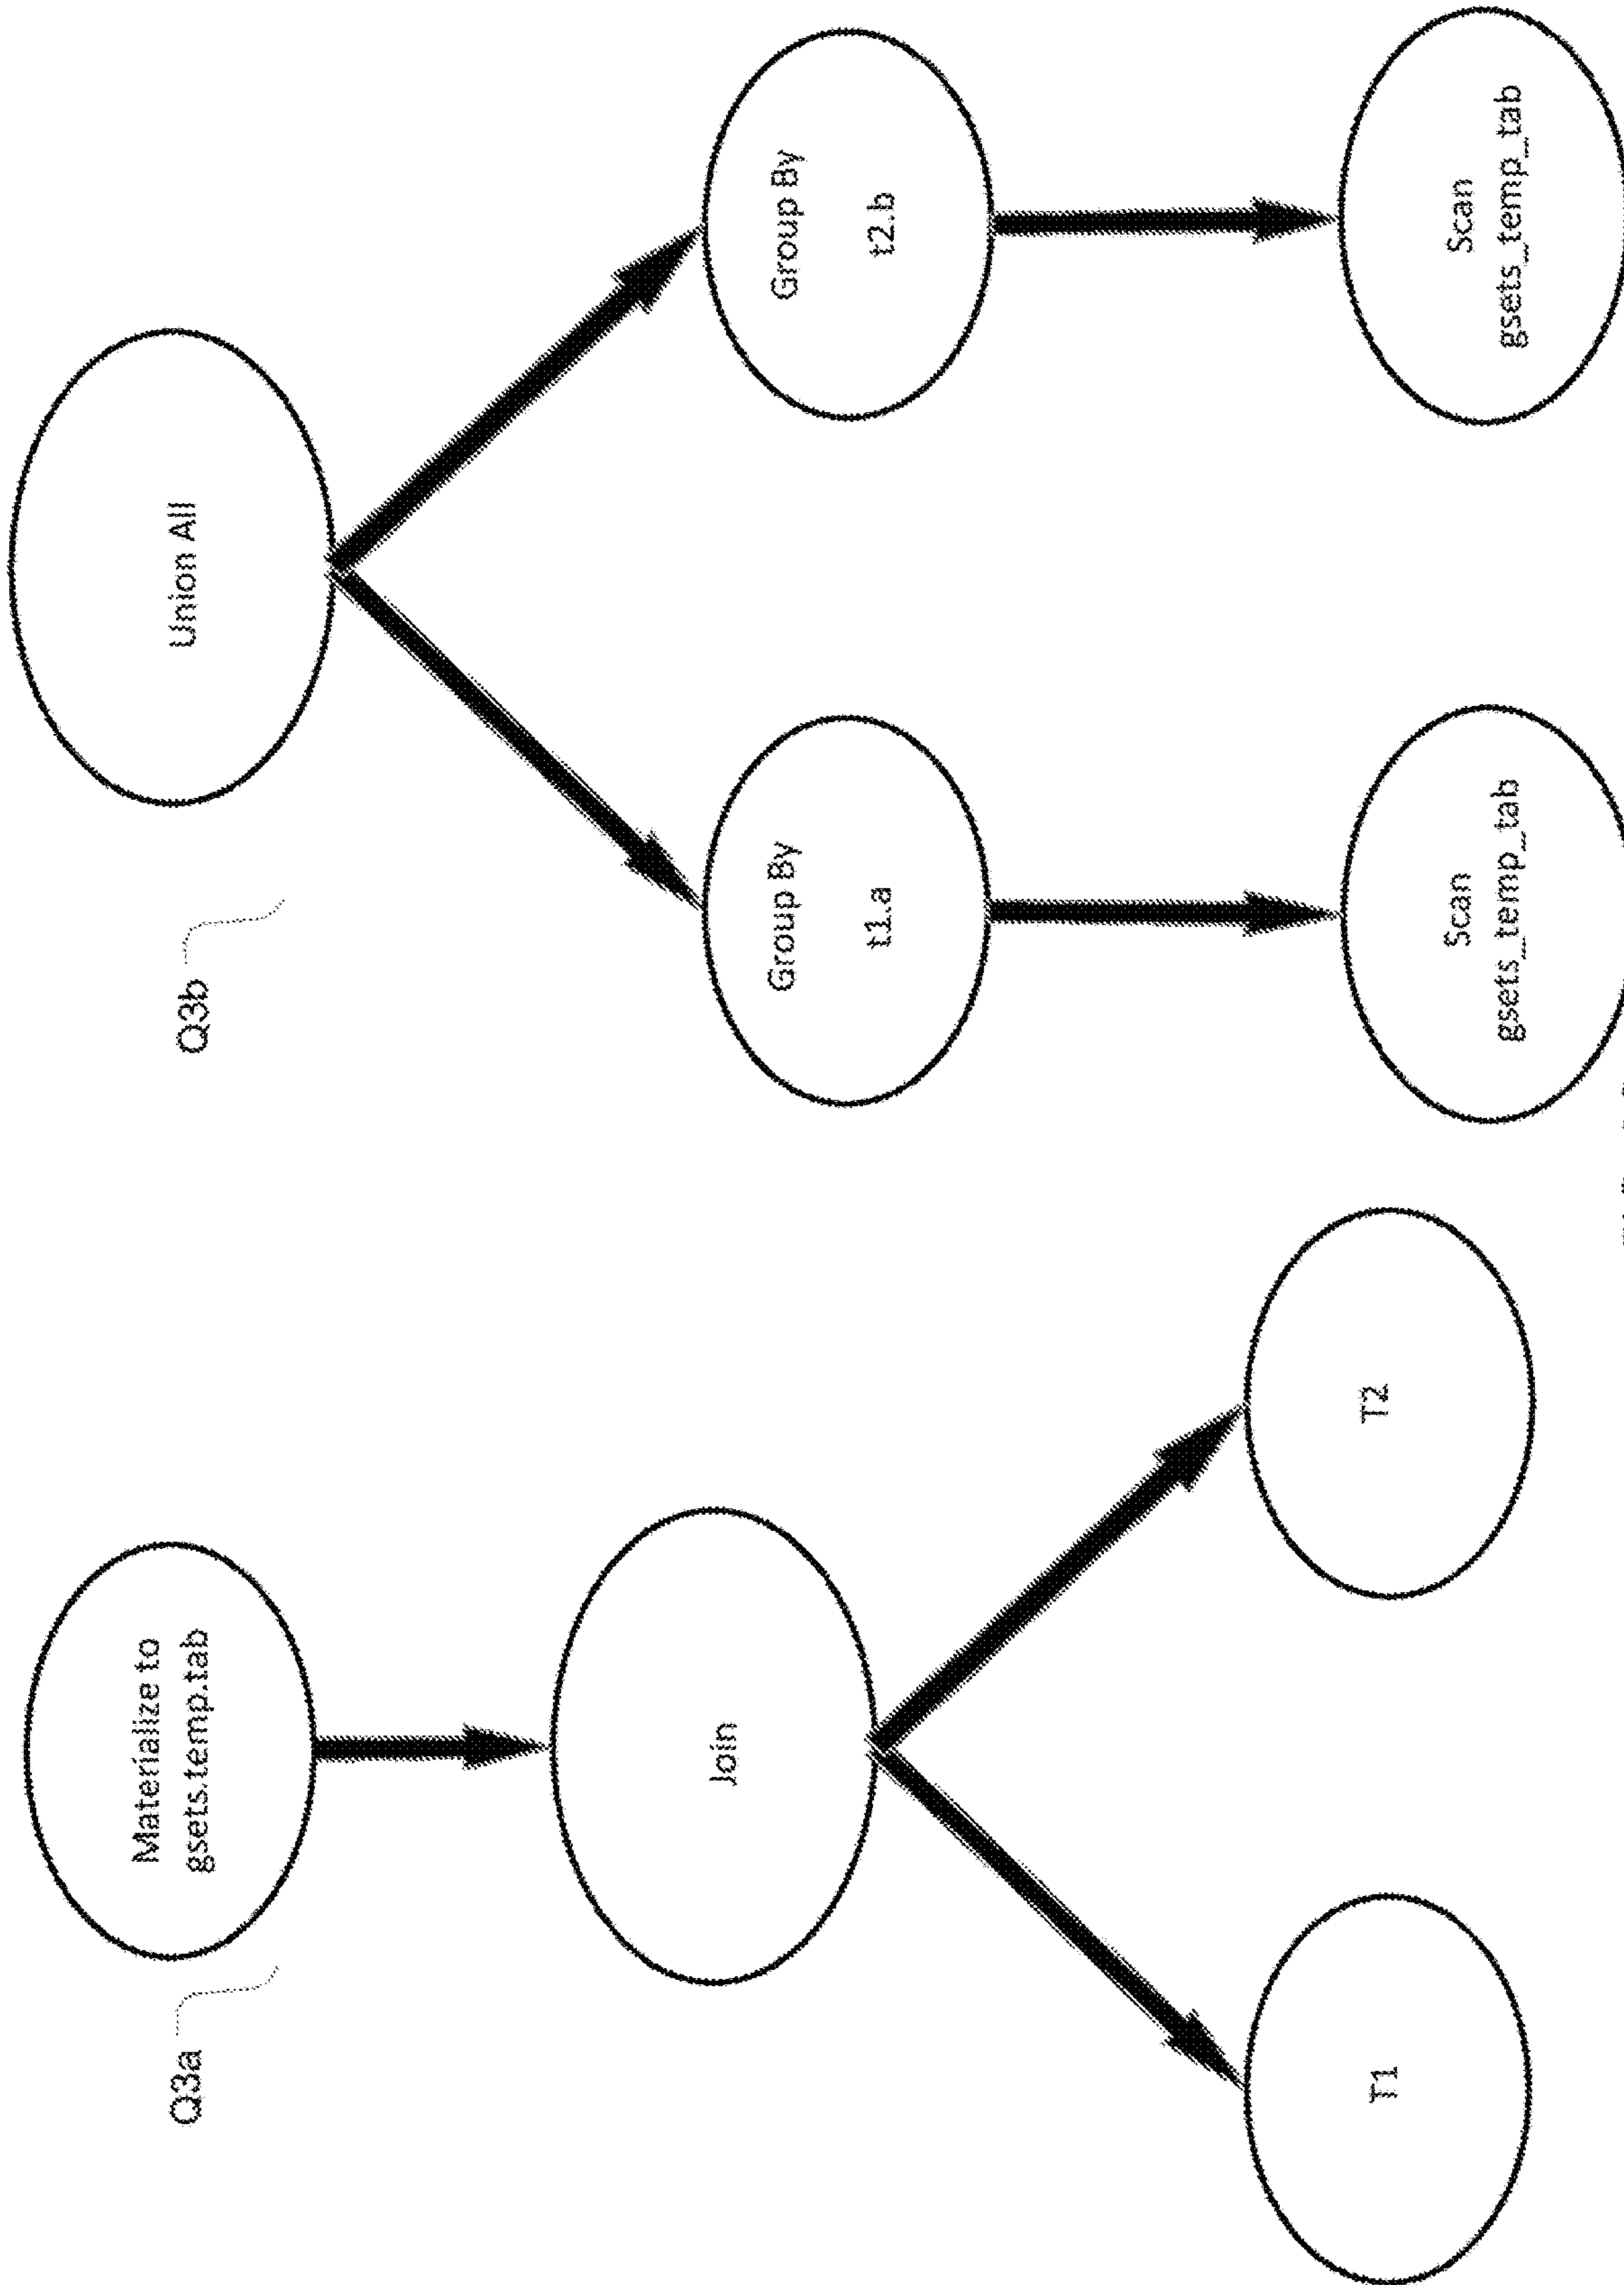 Q3a
Materialize to
gsets.temp.tab
Join
T1
T2
Q3b
Union All
Group By
t1.a
Group By
t2.b
Scan
gsets_temp_tab
Scan
gsets_temp_tab